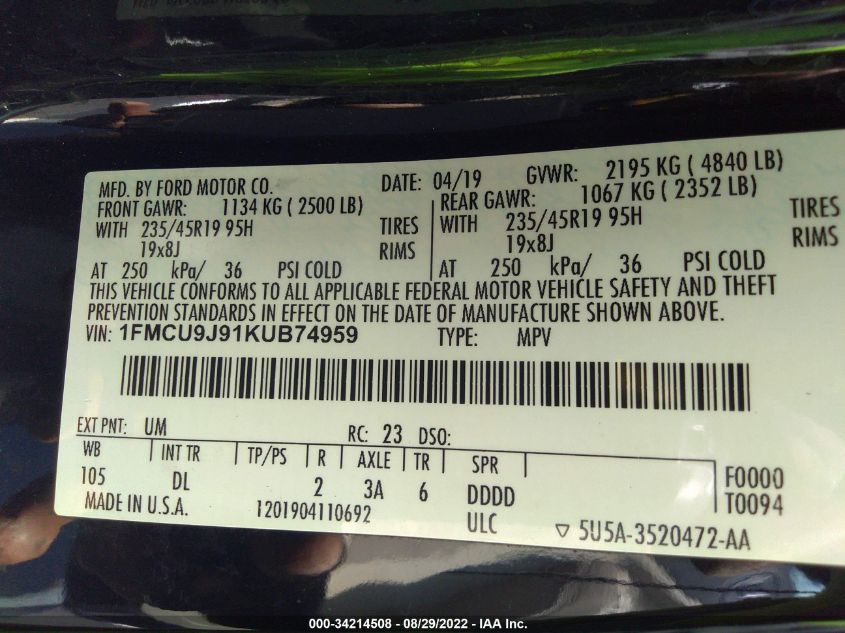 MFD. BY FORD MOTOR CO. DATE: 04/19 GVWR: 2195 KG ( 4840 LB)
FRONT GAWR: 1134 KG ( 2500 LB) REAR GAWR: 1067 KG ( 2352 LB)
WITH 235/45R19 95H TIRES WITH 235/45R19 95H TIRES
19x8J RIMS 19x8J RIMS
AT 250 kPa/ 36 PSI COLD AT 250 kPa/ 36 PSI COLD
THIS VEHICLE CONFORMS TO ALL APPLICABLE FEDERAL MOTOR VEHICLE SAFETY AND THEFT
PREVENTION STANDARDS IN EFFECT ON THE DATE OF MANUFACTURE SHOWN ABOVE.
VIN: 1FMCU9J91KUB74959 TYPE: MPV
EXT PNT: UM RC: 23 DSO:
WB INT TR TP/PS R AXLE TR SPR
105 DL 2 3A 6 DDDD F0000
T0094
MADE IN U.S.A. 1201904110692 ULC ▽ 5U5A-3520472-AA
000-34214508 - 08/29/2022 - IAA Inc.